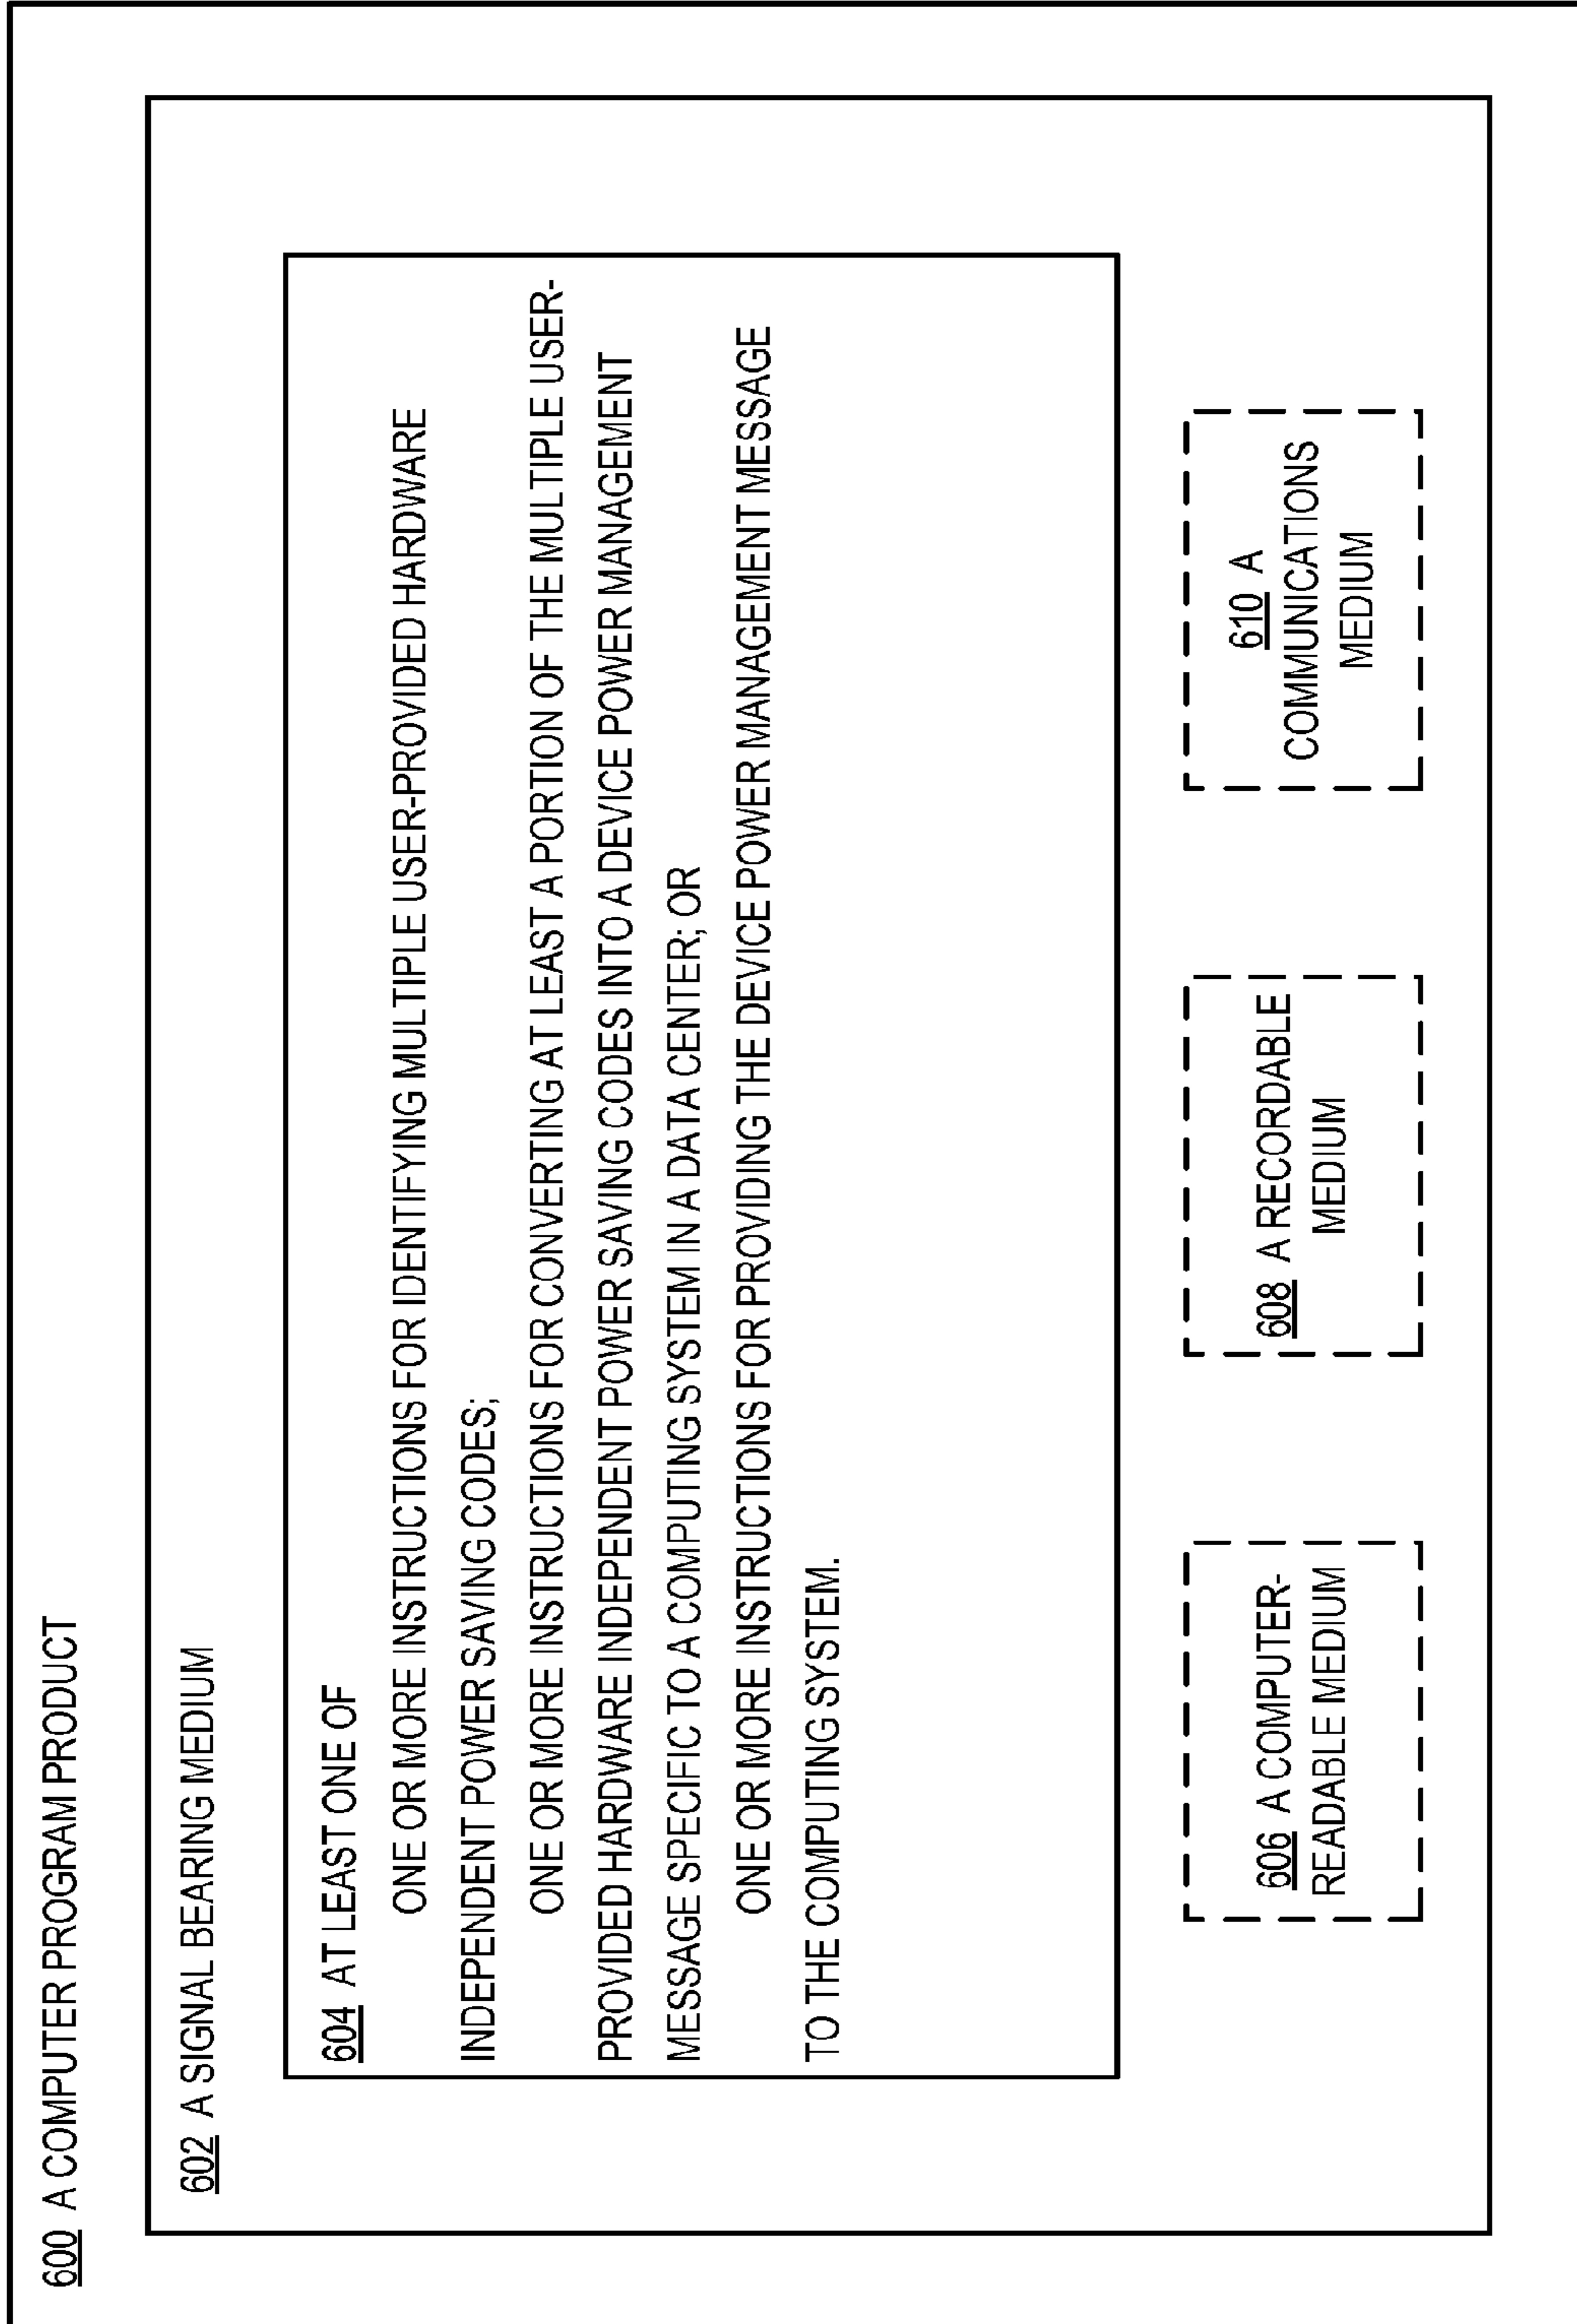 600 A COMPUTER PROGRAM PRODUCT
602 A SIGNAL BEARING MEDIUM
604 AT LEAST ONE OF
ONE OR MORE INSTRUCTIONS FOR IDENTIFYING MULTIPLE USER-PROVIDED HARDWARE
INDEPENDENT POWER SAVING CODES;
ONE OR MORE INSTRUCTIONS FOR CONVERTING AT LEAST A PORTION OF THE MULTIPLE USER-
PROVIDED HARDWARE INDEPENDENT POWER SAVING CODES INTO A DEVICE POWER MANAGEMENT
MESSAGE SPECIFIC TO A COMPUTING SYSTEM IN A DATA CENTER; OR
ONE OR MORE INSTRUCTIONS FOR PROVIDING THE DEVICE POWER MANAGEMENT MESSAGE
TO THE COMPUTING SYSTEM.
606 A COMPUTER-
READABLE MEDIUM
608 A RECORDABLE
MEDIUM
610 A
COMMUNICATIONS
MEDIUM